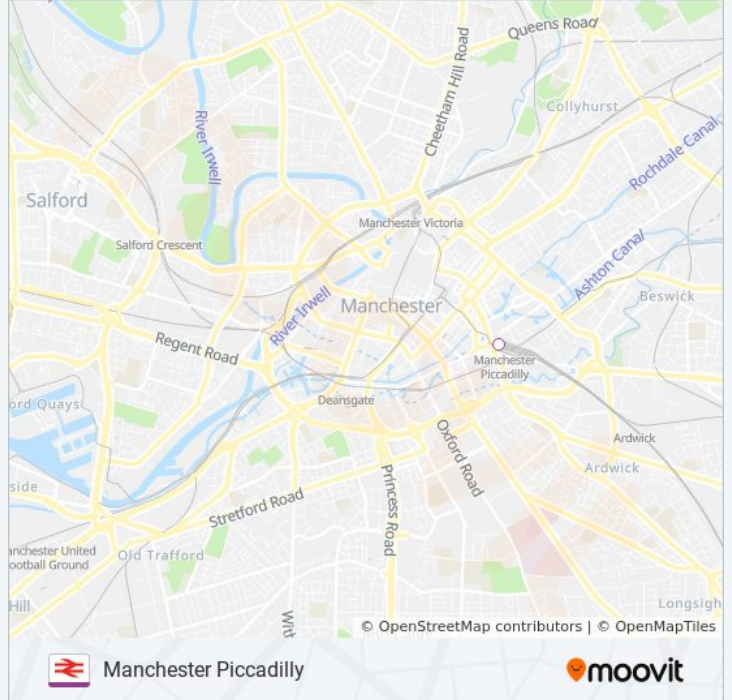 Queens Road
Cheetham Hill Road
Collyhurst
River Irwell
Rochdale Canal
Salford
Manchester Victoria
Salford Crescent
Ashton Canal
Beswick
Manchester
River Irwell
Regent Road
Manchester
Piccadilly
ord Quays
Deansgate
Oxford Road
Ardwick
Ardwick
side
Princess Road
Stretford Road
anchester United
ootball Ground
Old Trafford
Hill
With
Longsigh
© OpenStreetMap contributors | © OpenMapTiles
Manchester Piccadilly
moovit